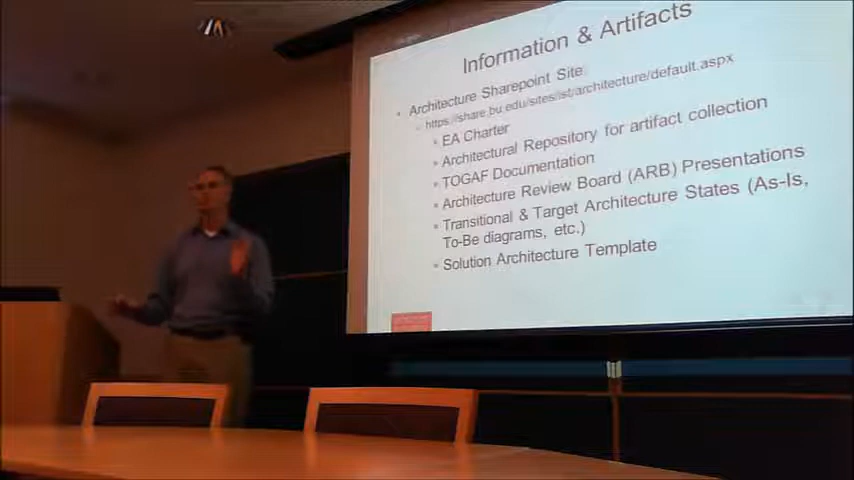 Information & Artifacts
• Architecture Sharepoint Site:
– https://share.bu.edu/sites/ist/architecture/default.aspx
• EA Charter
• Architectural Repository for artifact collection
• TOGAF Documentation
• Architecture Review Board (ARB) Presentations
• Transitional & Target Architecture States (As-Is,
To-Be diagrams, etc.)
• Solution Architecture Template